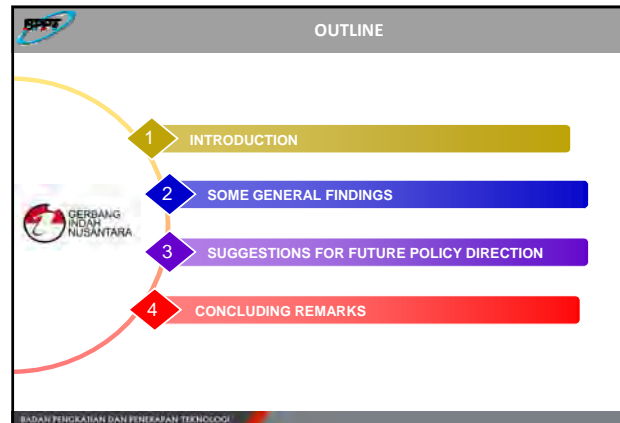 BPPT
OUTLINE
1 INTRODUCTION
2 SOME GENERAL FINDINGS
GERBANG
INDAH
NUSANTARA
3 SUGGESTIONS FOR FUTURE POLICY DIRECTION
4 CONCLUDING REMARKS
BADAN PENGKAJIAN DAN PENERAPAN TEKNOLOGI